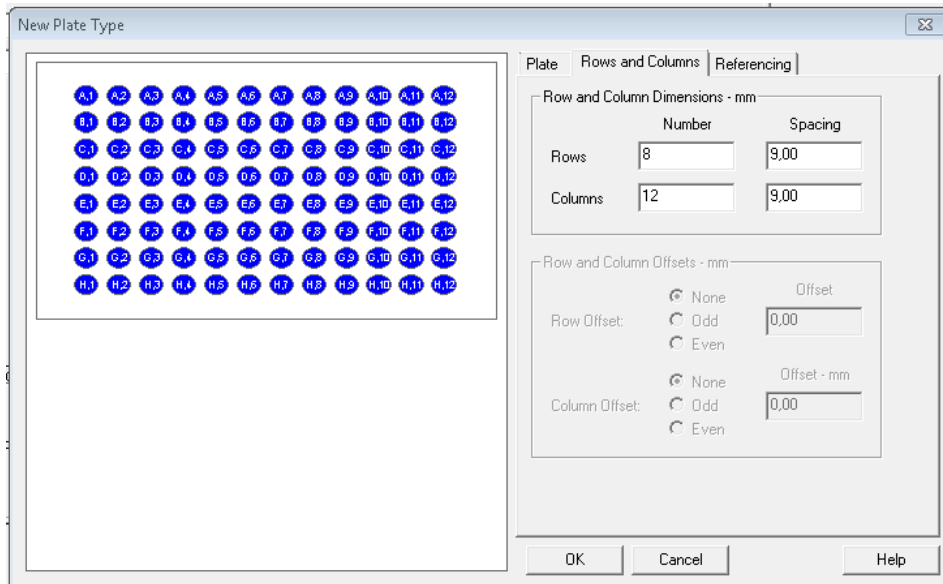 New Plate Type
A,1 A,2 A,3 A,4 A,5 A,6 A,7 A,8 A,9 A,10 A,11 A,12
B,1 B,2 B,3 B,4 B,5 B,6 B,7 B,8 B,9 B,10 B,11 B,12
C,1 C,2 C,3 C,4 C,5 C,6 C,7 C,8 C,9 C,10 C,11 C,12
D,1 D,2 D,3 D,4 D,5 D,6 D,7 D,8 D,9 D,10 D,11 D,12
E,1 E,2 E,3 E,4 E,5 E,6 E,7 E,8 E,9 E,10 E,11 E,12
F,1 F,2 F,3 F,4 F,5 F,6 F,7 F,8 F,9 F,10 F,11 F,12
G,1 G,2 G,3 G,4 G,5 G,6 G,7 G,8 G,9 G,10 G,11 G,12
H,1 H,2 H,3 H,4 H,5 H,6 H,7 H,8 H,9 H,10 H,11 H,12
Plate Rows and Columns Referencing
Row and Column Dimensions - mm
Number Spacing
Rows 8 9,00
Columns 12 9,00
Row and Column Offsets - mm
None Offset
Row Offset: Odd 0,00
Even
None Offset - mm
Column Offset: Odd 0,00
Even
OK Cancel Help